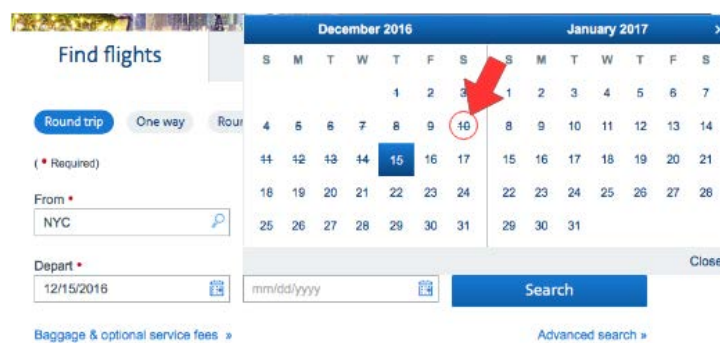 December 2016
January 2017
Find flights
S M T W T F S
S M T W T F S
1 2 3
1 2 3 4 5 6 7
Round trip
One way
4 5 6 7 8 9 10
8 9 10 11 12 13 14
( • Required)
11 12 13 14 15 16 17
15 16 17 18 19 20 21
From •
18 19 20 21 22 23 24
22 23 24 25 26 27 28
NYC
25 26 27 28 29 30 31
29 30 31
Depart •
Close
12/15/2016
mm/dd/yyyy
Search
Baggage & optional service fees »
Advanced search »